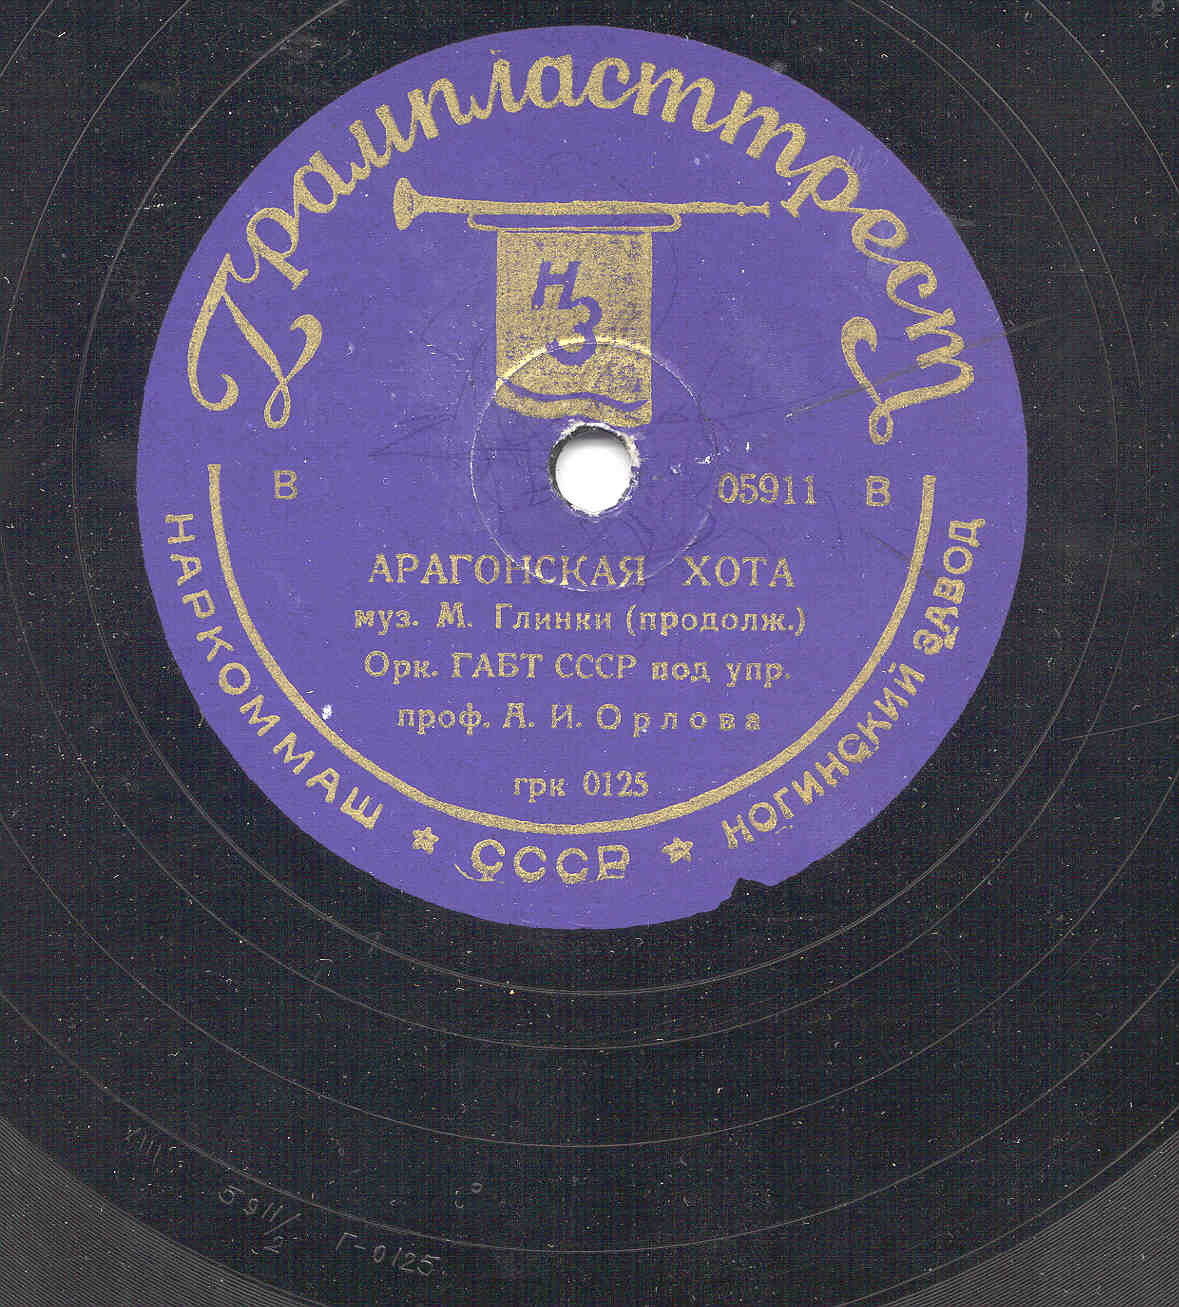 Грампласттрест
НЗ
В 05911 В
АРАГОНСКАЯ ХОТА
муз. М. Глинки (продолж.)
Орк. ГАБТ СССР под упр.
проф. А. И. Орлова
грк 0125
НАРКОММАШ ★ СССР ★ НОГИНСКИЙ ЗАВОД
5911/2 Г-0125